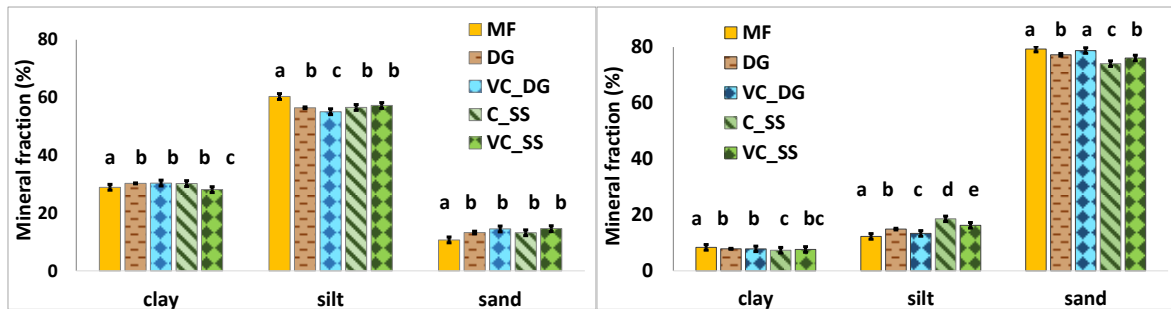 Mineral fraction (%)
80
60
40
20
0
MF
DG
VC_DG
C_SS
VC_SS
a b b b c
a b c b b
a b b b b
clay silt sand
Mineral fraction (%)
80
60
40
20
0
MF
DG
VC_DG
C_SS
VC_SS
a b b c bc
a b c d e
a b a c b
clay silt sand